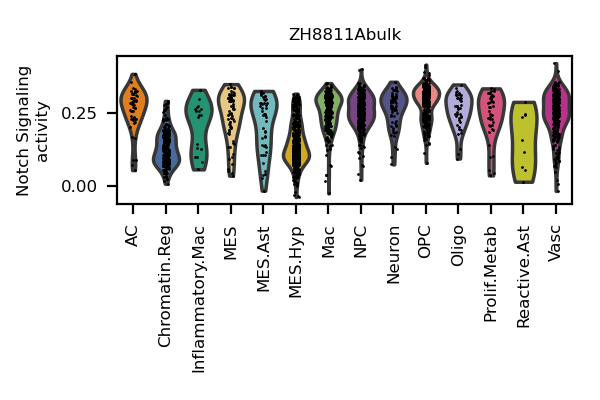 ZH8811Abulk
Notch Signaling
activity
0.25
0.00
AC
Chromatin.Reg
Inflammatory.Mac
MES
MES.Ast
MES.Hyp
Mac
NPC
Neuron
OPC
Oligo
Prolif.Metab
Reactive.Ast
Vasc